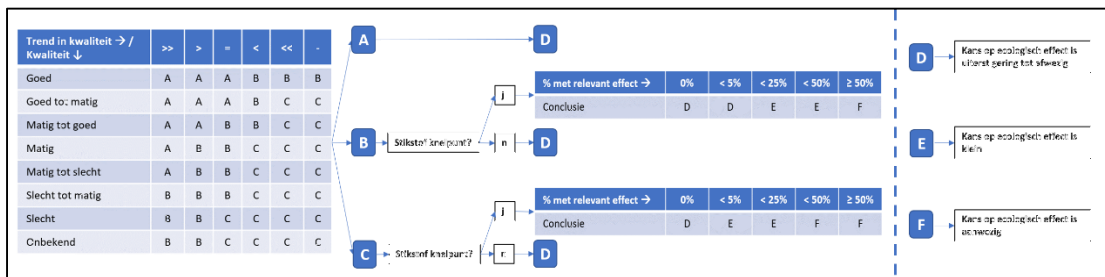 Trend in kwaliteit → / Kwaliteit ↓ >> > = < << -
Goed A A A B B B
Goed tot matig A A A B C C
Matig tot goed A A B B C C
Matig A B B C C C
Matig tot slecht A B B C C C
Slecht tot matig B B B C C C
Slecht B B C C C C
Onbekend B B C C C C
A D
% met relevant effect → 0% < 5% < 25% < 50% ≥ 50%
j
Conclusie D D E E F
B Stikstof knelpunt? n D
% met relevant effect → 0% < 5% < 25% < 50% ≥ 50%
j
Conclusie D E E F F
C Stikstof knelpunt? n D
D Kans op ecologisch effect is
uiterst gering tot afwezig
E Kans op ecologisch effect is
klein
F Kans op ecologisch effect is
aanwezig